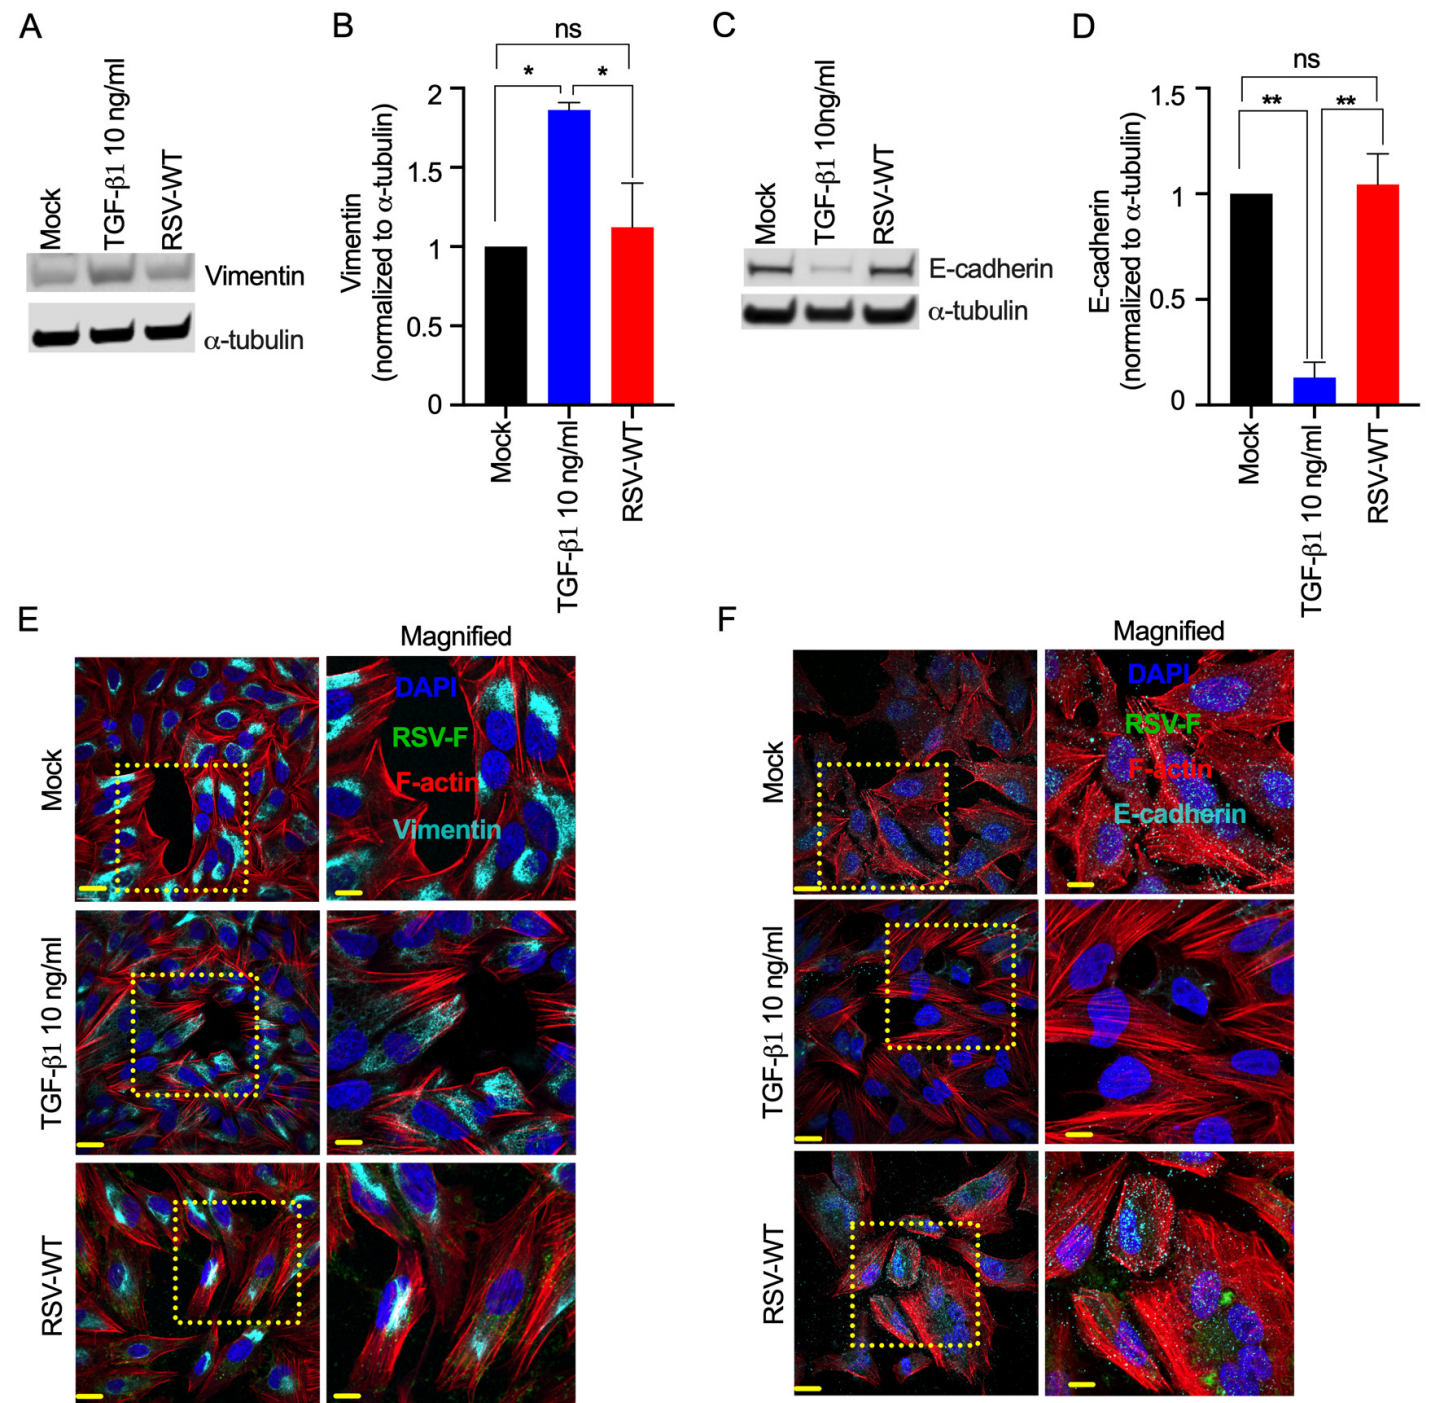 A
Mock
TGF-β1 10 ng/ml
RSV-WT
Vimentin
α-tubulin
B
ns
*
*
Vimentin
(normalized to α-tubulin)
2
1.5
1
0.5
0
Mock
TGF-β1 10 ng/ml
RSV-WT
C
Mock
TGF-β1 10ng/ml
RSV-WT
E-cadherin
α-tubulin
D
ns
**
**
E-cadherin
(normalized to α-tubulin)
1.5
1
0.5
0
Mock
TGF-β1 10 ng/ml
RSV-WT
E
Magnified
Mock
DAPI
RSV-F
F-actin
Vimentin
TGF-β1 10 ng/ml
RSV-WT
F
Magnified
Mock
DAPI
RSV-F
F-actin
E-cadherin
TGF-β1 10 ng/ml
RSV-WT